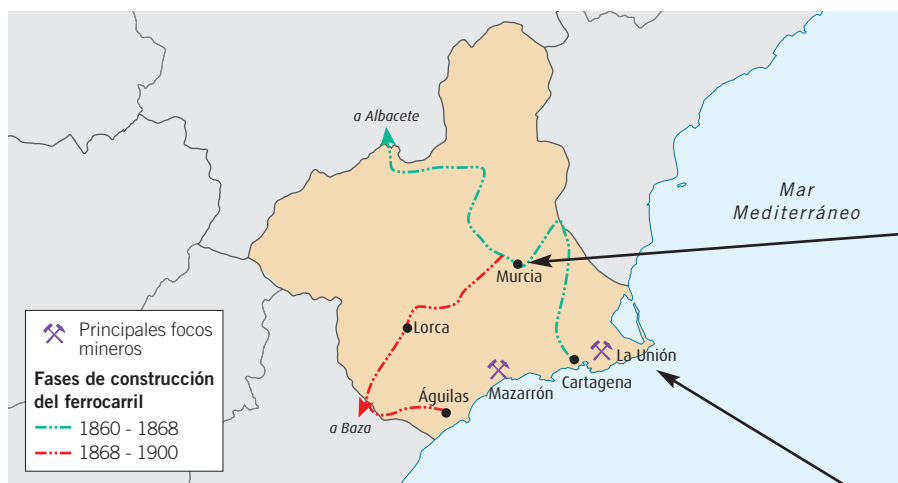 a Albacete
Mar
Mediterráneo
Murcia
Lorca
La Unión
Cartagena
Mazarrón
Águilas
a Baza
Principales focos
mineros
Fases de construcción
del ferrocarril
1860 - 1868
1868 - 1900